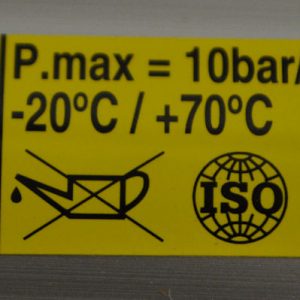 P.max = 10bar/
-20ºC / +70ºC
ISO